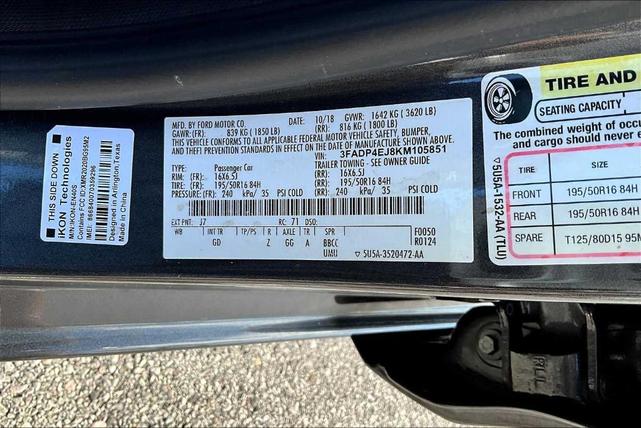 THIS SIDE DOWN
iKON Technologies
M/N:IKON-EN40S
Contains FCC ID:XMR2020BG95M2
IMEI: 868840070359296
Designed in Arlington,Texas
Made in China
MFD. BY FORD MOTOR CO.
DATE: 10/18 GVWR: 1642 KG ( 3620 LB)
GAWR: (FR): 839 KG ( 1850 LB) (RR): 816 KG ( 1800 LB)
THIS VEHICLE CONFORMS TO ALL APPLICABLE FEDERAL MOTOR VEHICLE SAFETY, BUMPER,
AND THEFT PREVENTION STANDARDS IN EFFECT ON THE DATE OF MANUFACTURE SHOWN ABOVE.
VIN: 3FADP4EJ8KM105851
TYPE: Passenger Car TRAILER TOWING - SEE OWNER GUIDE
RIM: (FR): 16X6.5J (RR): 16X6.5J
TIRE: (FR): 195/50R16 84H (RR): 195/50R16 84H
PRESSURE:(FR): 240 kPa/ 35 PSI COLD (RR): 240 kPa/ 35 PSI COLD
EXT PNT: J7 RC: 71 DSO:
WB INT TR TP/PS R AXLE TR SPR F0050
GD Z GG A BBCC R0124
UMU ▽ 5U5A-3520472-AA
▽5U5A-1532-AA (TLU)
TIRE AND
SEATING CAPACITY
The combined weight of occu
and cargo should never
TIRE SIZE
FRONT 195/50R16 84H
REAR 195/50R16 84H
SPARE T125/80D15 95M